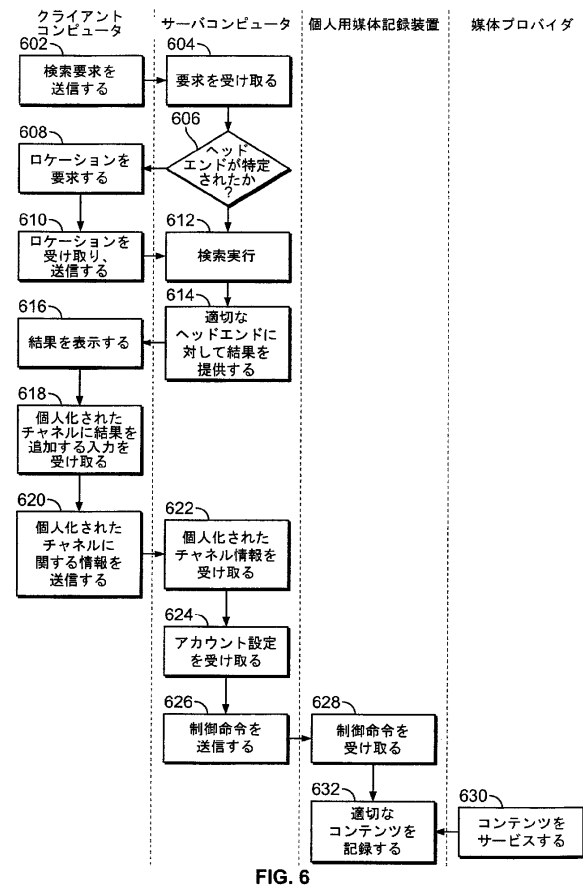 クライアント
コンピュータ
サーバコンピュータ
個人用媒体記録装置
媒体プロバイダ
602
検索要求を
送信する
604
要求を受け取る
606
ヘッド
エンドが特定
されたか
?
608
ロケーションを
要求する
610
ロケーションを
受け取り、
送信する
612
検索実行
614
適切な
ヘッドエンドに
対して結果を
提供する
616
結果を表示する
618
個人化された
チャネルに結果を
追加する入力を
受け取る
620
個人化された
チャネルに
関する情報を
送信する
622
個人化された
チャネル情報を
受け取る
624
アカウント設定
を受け取る
626
制御命令を
送信する
628
制御命令を
受け取る
632
適切な
コンテンツを
記録する
630
コンテンツを
サービスする
FIG. 6